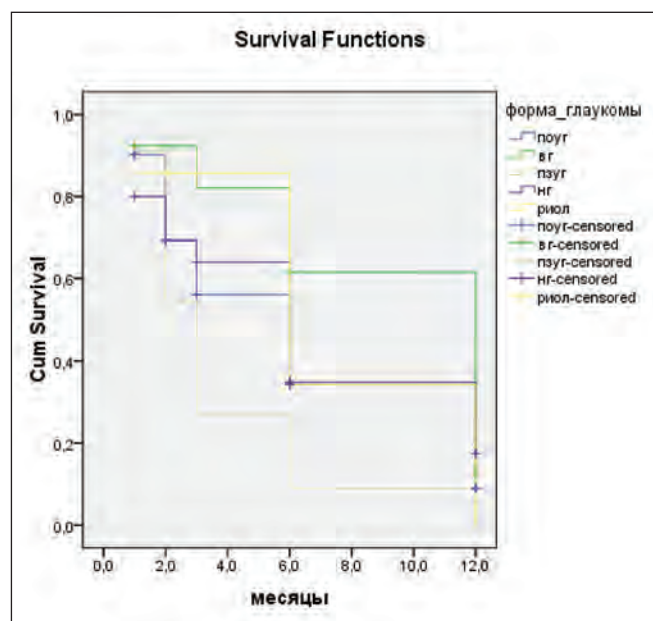 Survival Functions
форма_глаукомы
поуг
вг
пзуг
нг
риол
поуг-censored
вг-censored
пзуг-censored
нг-censored
риол-censored
Cum Survival
1,0
0,8
0,6
0,4
0,2
0,0
0,0 2,0 4,0 6,0 8,0 10,0 12,0
месяцы